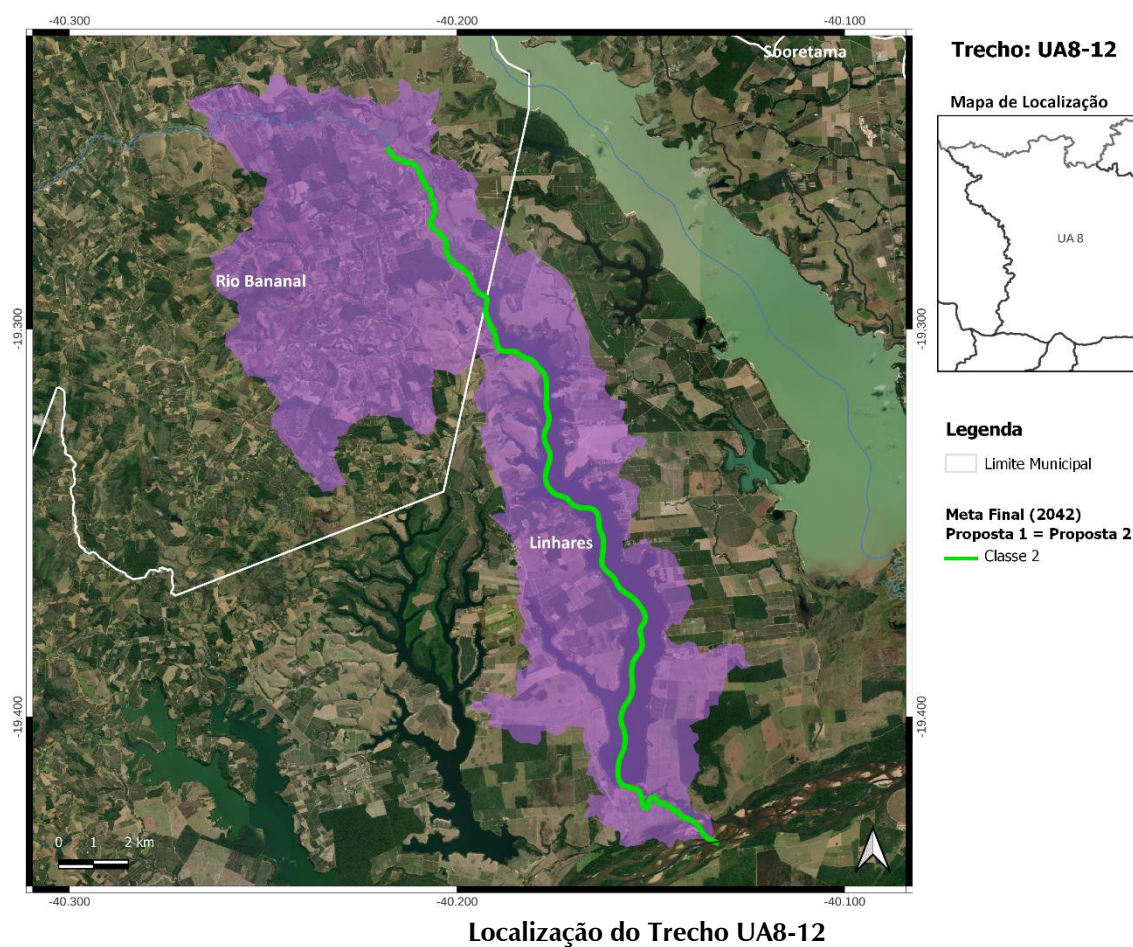 -40.300
-40.200
-40.100
Sooretama
Rio Bananal
Linhares
-19.300
-19.300
-19.400
-19.400
0 1 2 km
-40.300
-40.200
-40.100
Trecho: UA8-12
Mapa de Localização
UA 8
Legenda
Limite Municipal
Meta Final (2042)
Proposta 1 = Proposta 2
Classe 2
Localização do Trecho UA8-12